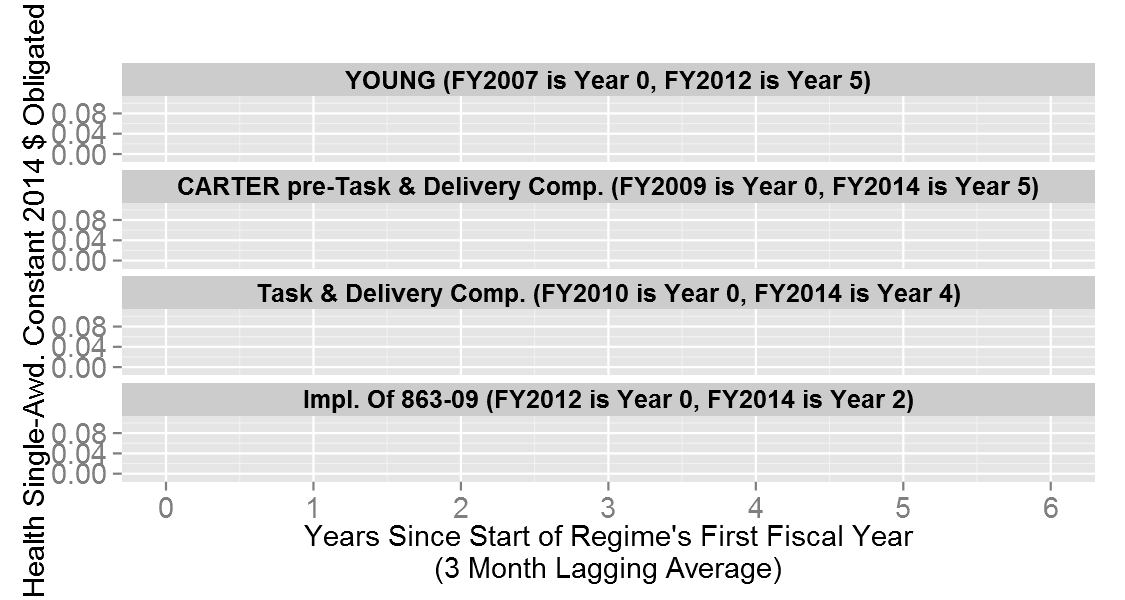 Health Single-Awd. Constant 2014 $ Obligated
YOUNG (FY2007 is Year 0, FY2012 is Year 5)
0.08
0.04
0.00
CARTER pre-Task & Delivery Comp. (FY2009 is Year 0, FY2014 is Year 5)
0.08
0.04
0.00
Task & Delivery Comp. (FY2010 is Year 0, FY2014 is Year 4)
0.08
0.04
0.00
Impl. Of 863-09 (FY2012 is Year 0, FY2014 is Year 2)
0.08
0.04
0.00
0 1 2 3 4 5 6
Years Since Start of Regime's First Fiscal Year
(3 Month Lagging Average)